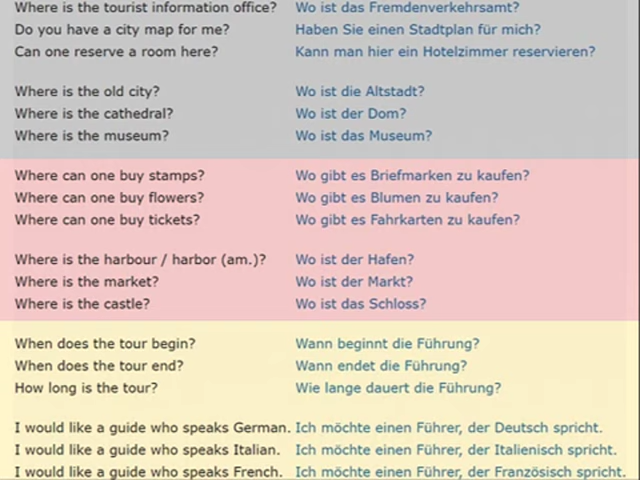 Where is the tourist information office? Wo ist das Fremdenverkehrsamt?
Do you have a city map for me? Haben Sie einen Stadtplan für mich?
Can one reserve a room here? Kann man hier ein Hotelzimmer reservieren?
Where is the old city? Wo ist die Altstadt?
Where is the cathedral? Wo ist der Dom?
Where is the museum? Wo ist das Museum?
Where can one buy stamps? Wo gibt es Briefmarken zu kaufen?
Where can one buy flowers? Wo gibt es Blumen zu kaufen?
Where can one buy tickets? Wo gibt es Fahrkarten zu kaufen?
Where is the harbour / harbor (am.)? Wo ist der Hafen?
Where is the market? Wo ist der Markt?
Where is the castle? Wo ist das Schloss?
When does the tour begin? Wann beginnt die Führung?
When does the tour end? Wann endet die Führung?
How long is the tour? Wie lange dauert die Führung?
I would like a guide who speaks German. Ich möchte einen Führer, der Deutsch spricht.
I would like a guide who speaks Italian. Ich möchte einen Führer, der Italienisch spricht.
I would like a guide who speaks French. Ich möchte einen Führer, der Französisch spricht.